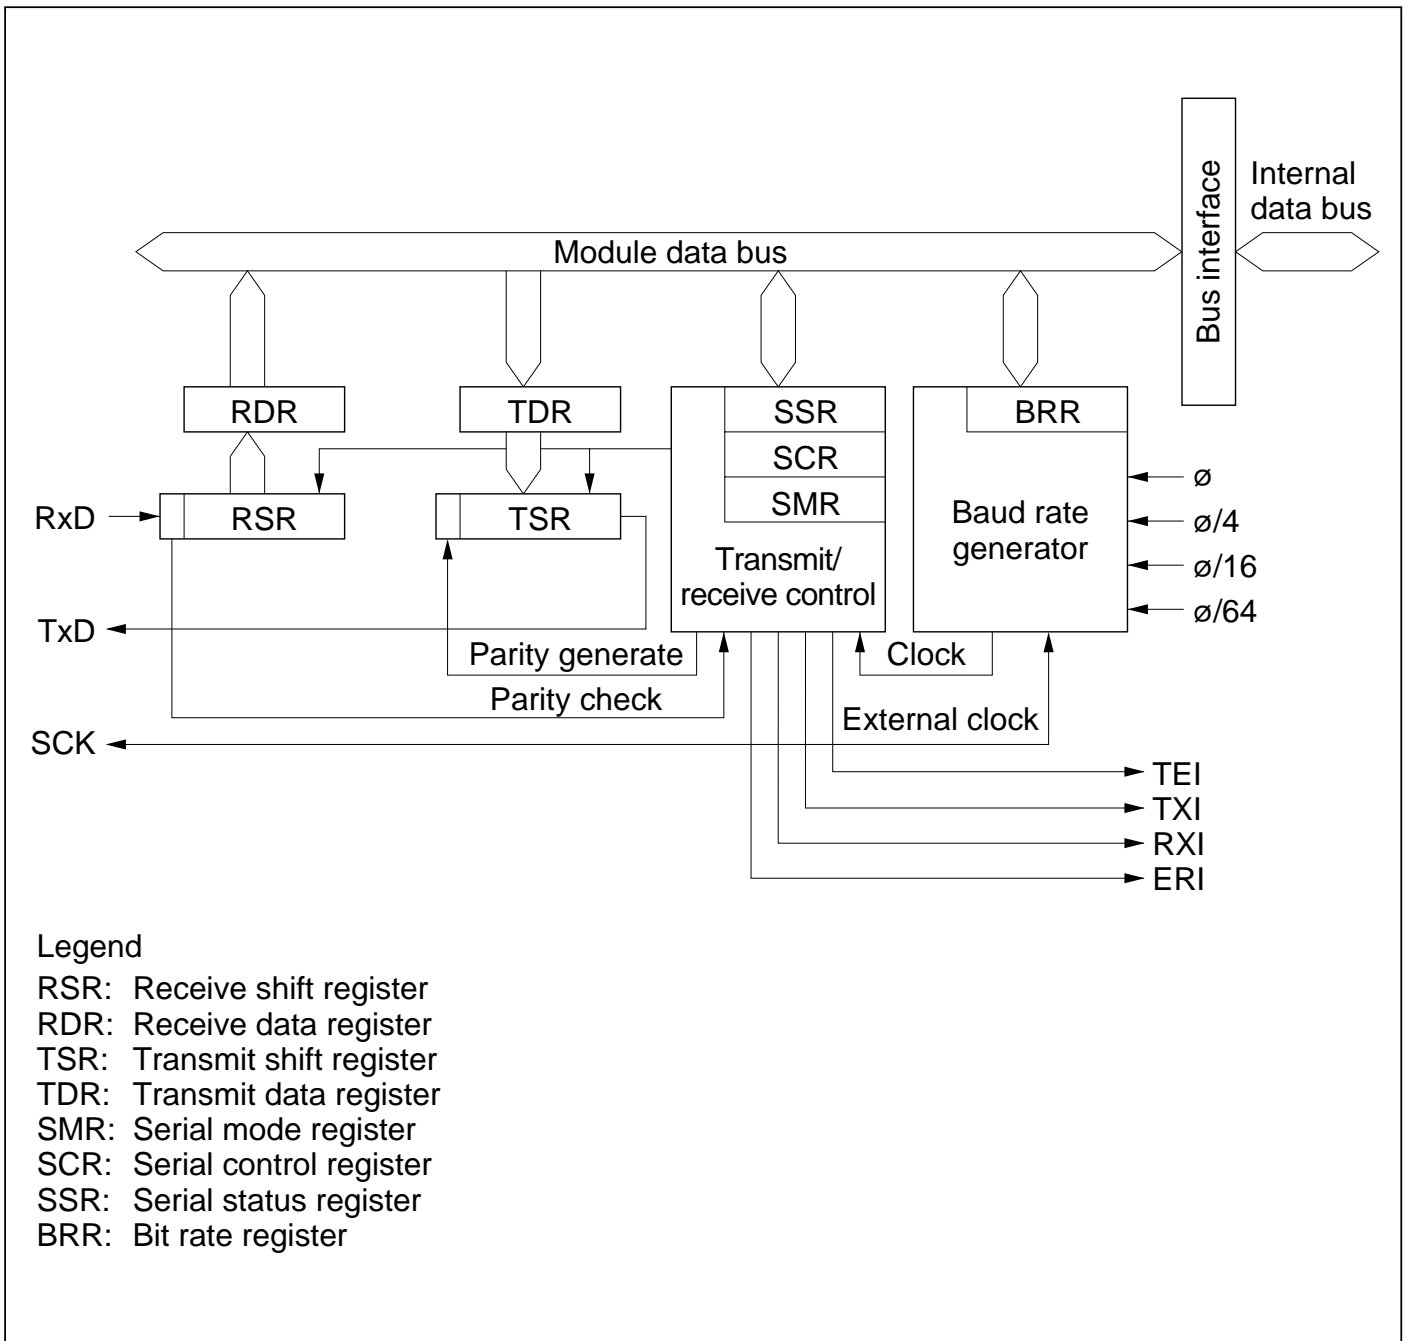 Internal
data bus
Bus interface
Module data bus
RDR
TDR
SSR
BRR
SCR
SMR
RxD
RSR
TSR
Baud rate
generator
ø
ø/4
ø/16
ø/64
Transmit/
receive control
TxD
Parity generate
Clock
Parity check
External clock
SCK
TEI
TXI
RXI
ERI
Legend
RSR: Receive shift register
RDR: Receive data register
TSR: Transmit shift register
TDR: Transmit data register
SMR: Serial mode register
SCR: Serial control register
SSR: Serial status register
BRR: Bit rate register